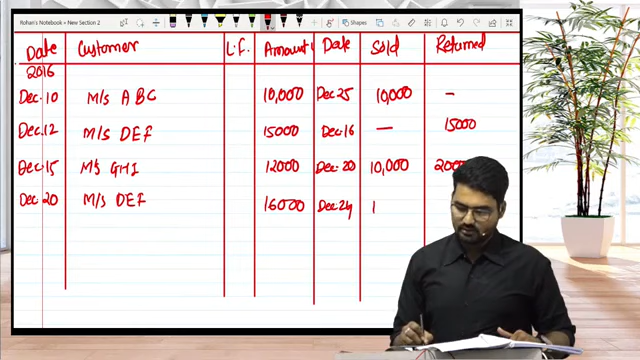 Rohan's Notebook » New Section 2
Shapes
Date Customer L.F. Amount Date Sold Returned
2016
Dec. 10 M/s ABC 10,000 Dec 25 10,000 -
Dec. 12 M/s DEF 15000 Dec 16 — 15000
Dec. 15 M/s GHI 12000 Dec. 20 10,000 2000
Dec. 20 M/s DEF 16000 Dec 24 1